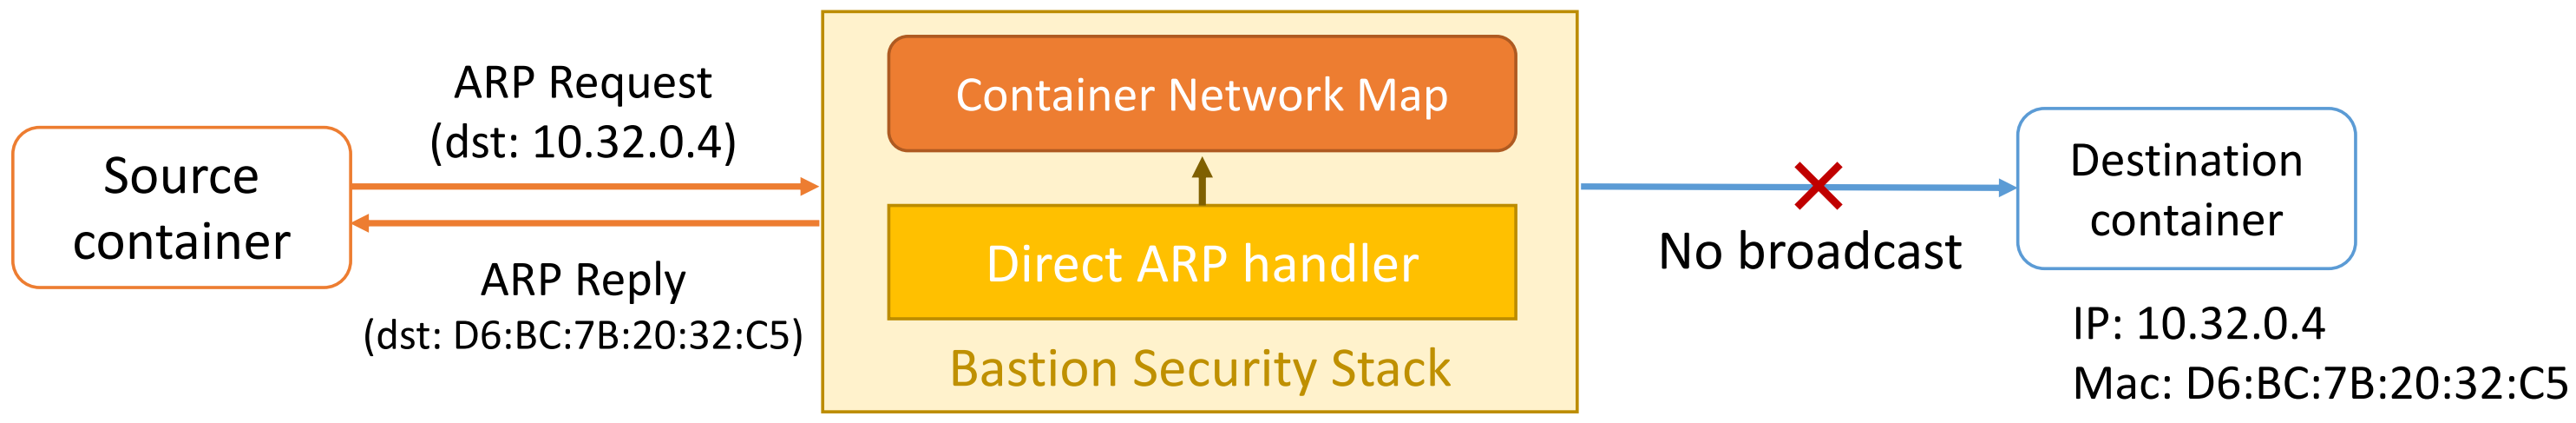 Source
container
ARP Request
(dst: 10.32.0.4)
ARP Reply
(dst: D6:BC:7B:20:32:C5)
Container Network Map
Direct ARP handler
Bastion Security Stack
No broadcast
Destination
container
IP: 10.32.0.4
Mac: D6:BC:7B:20:32:C5